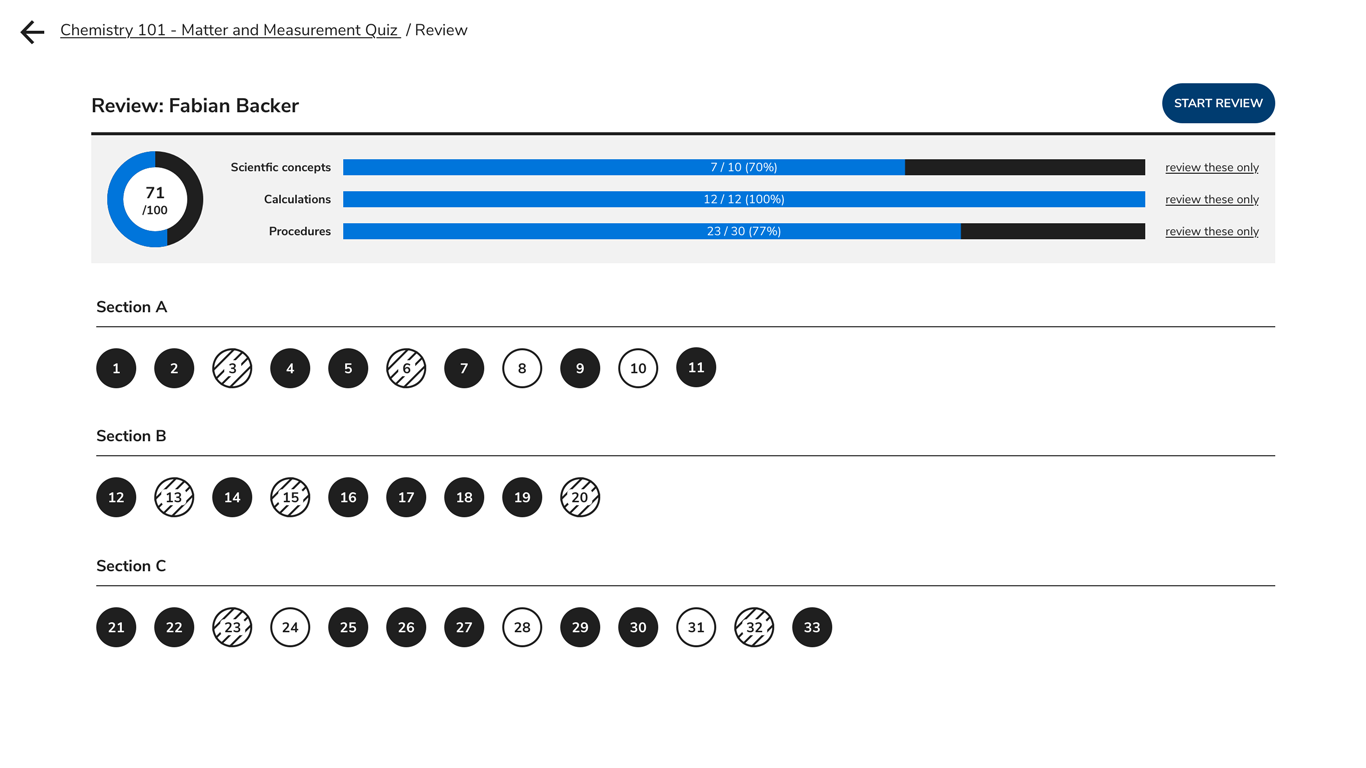 Chemistry 101 - Matter and Measurement Quiz / Review
Review: Fabian Backer
START REVIEW
71
/100
Scientfic concepts 7 / 10 (70%) review these only
Calculations 12 / 12 (100%) review these only
Procedures 23 / 30 (77%) review these only
Section A
1 2 3 4 5 6 7 8 9 10 11
Section B
12 13 14 15 16 17 18 19 20
Section C
21 22 23 24 25 26 27 28 29 30 31 32 33